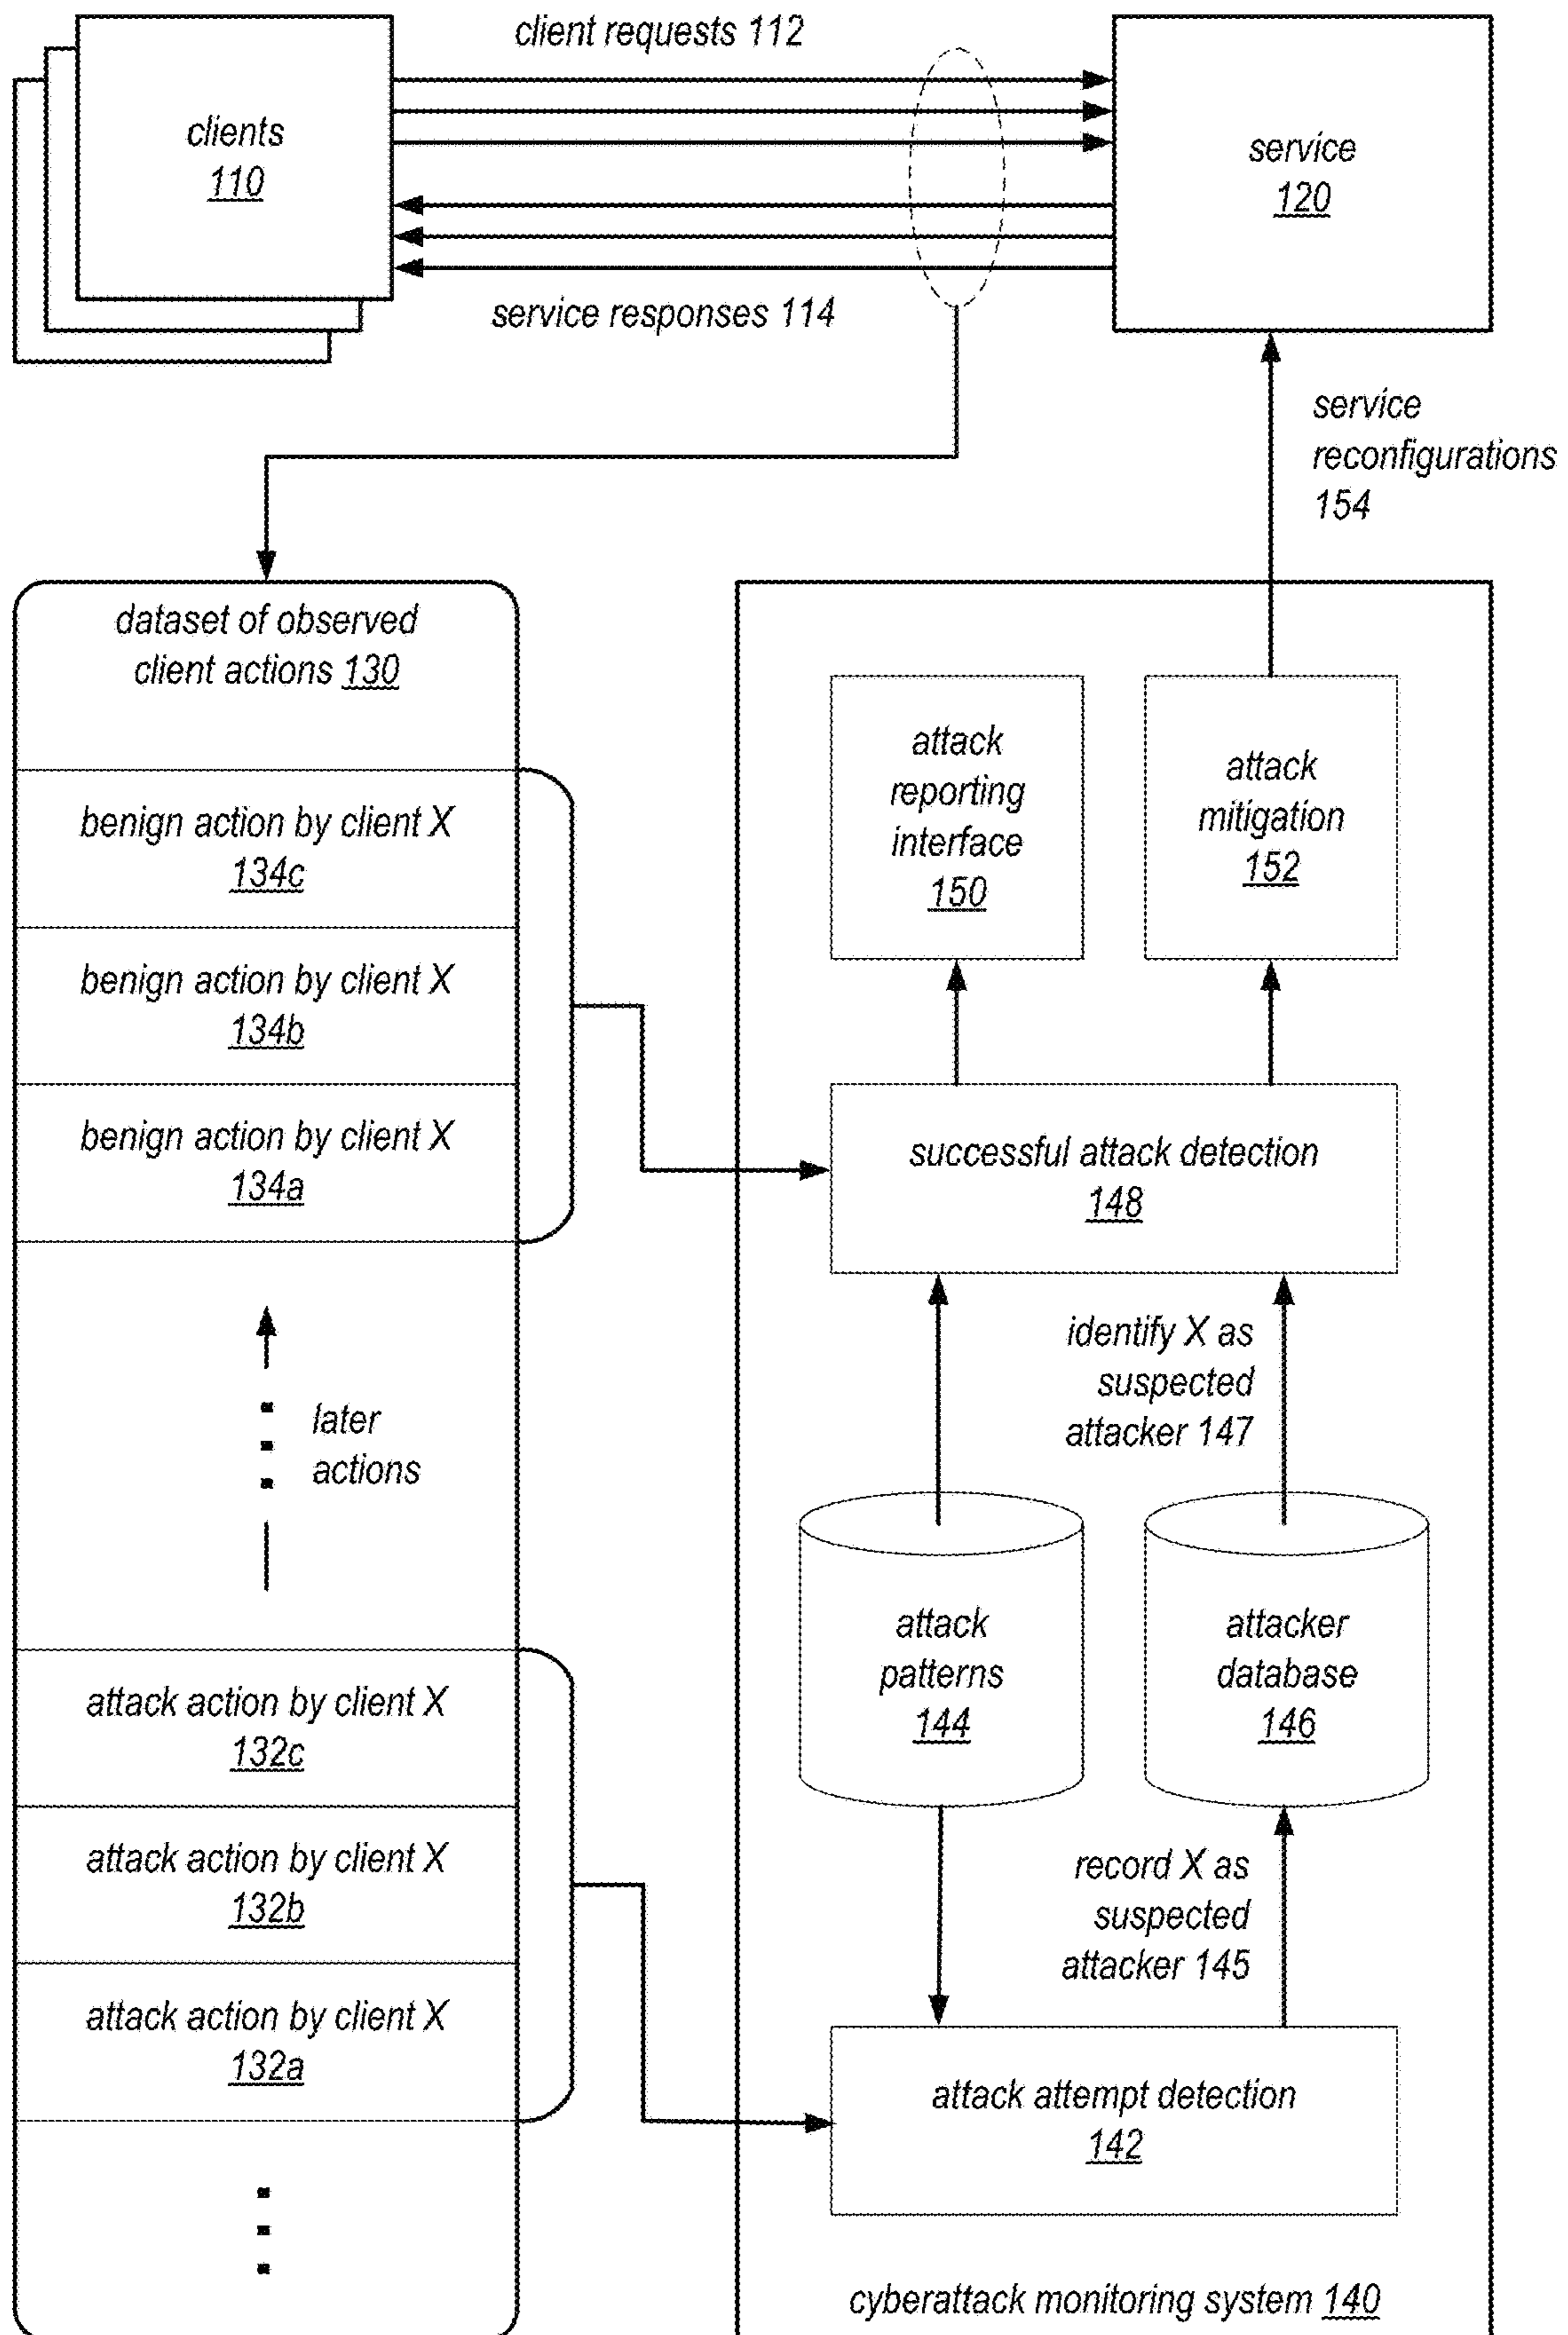 client requests 112
clients
110
service
120
service responses 114
service
reconfigurations
154
dataset of observed
client actions 130
benign action by client X
134c
benign action by client X
134b
benign action by client X
134a
later
actions
attack action by client X
132c
attack action by client X
132b
attack action by client X
132a
attack
reporting
interface
150
attack
mitigation
152
successful attack detection
148
identify X as
suspected
attacker 147
attack
patterns
144
attacker
database
146
record X as
suspected
attacker 145
attack attempt detection
142
cyberattack monitoring system 140